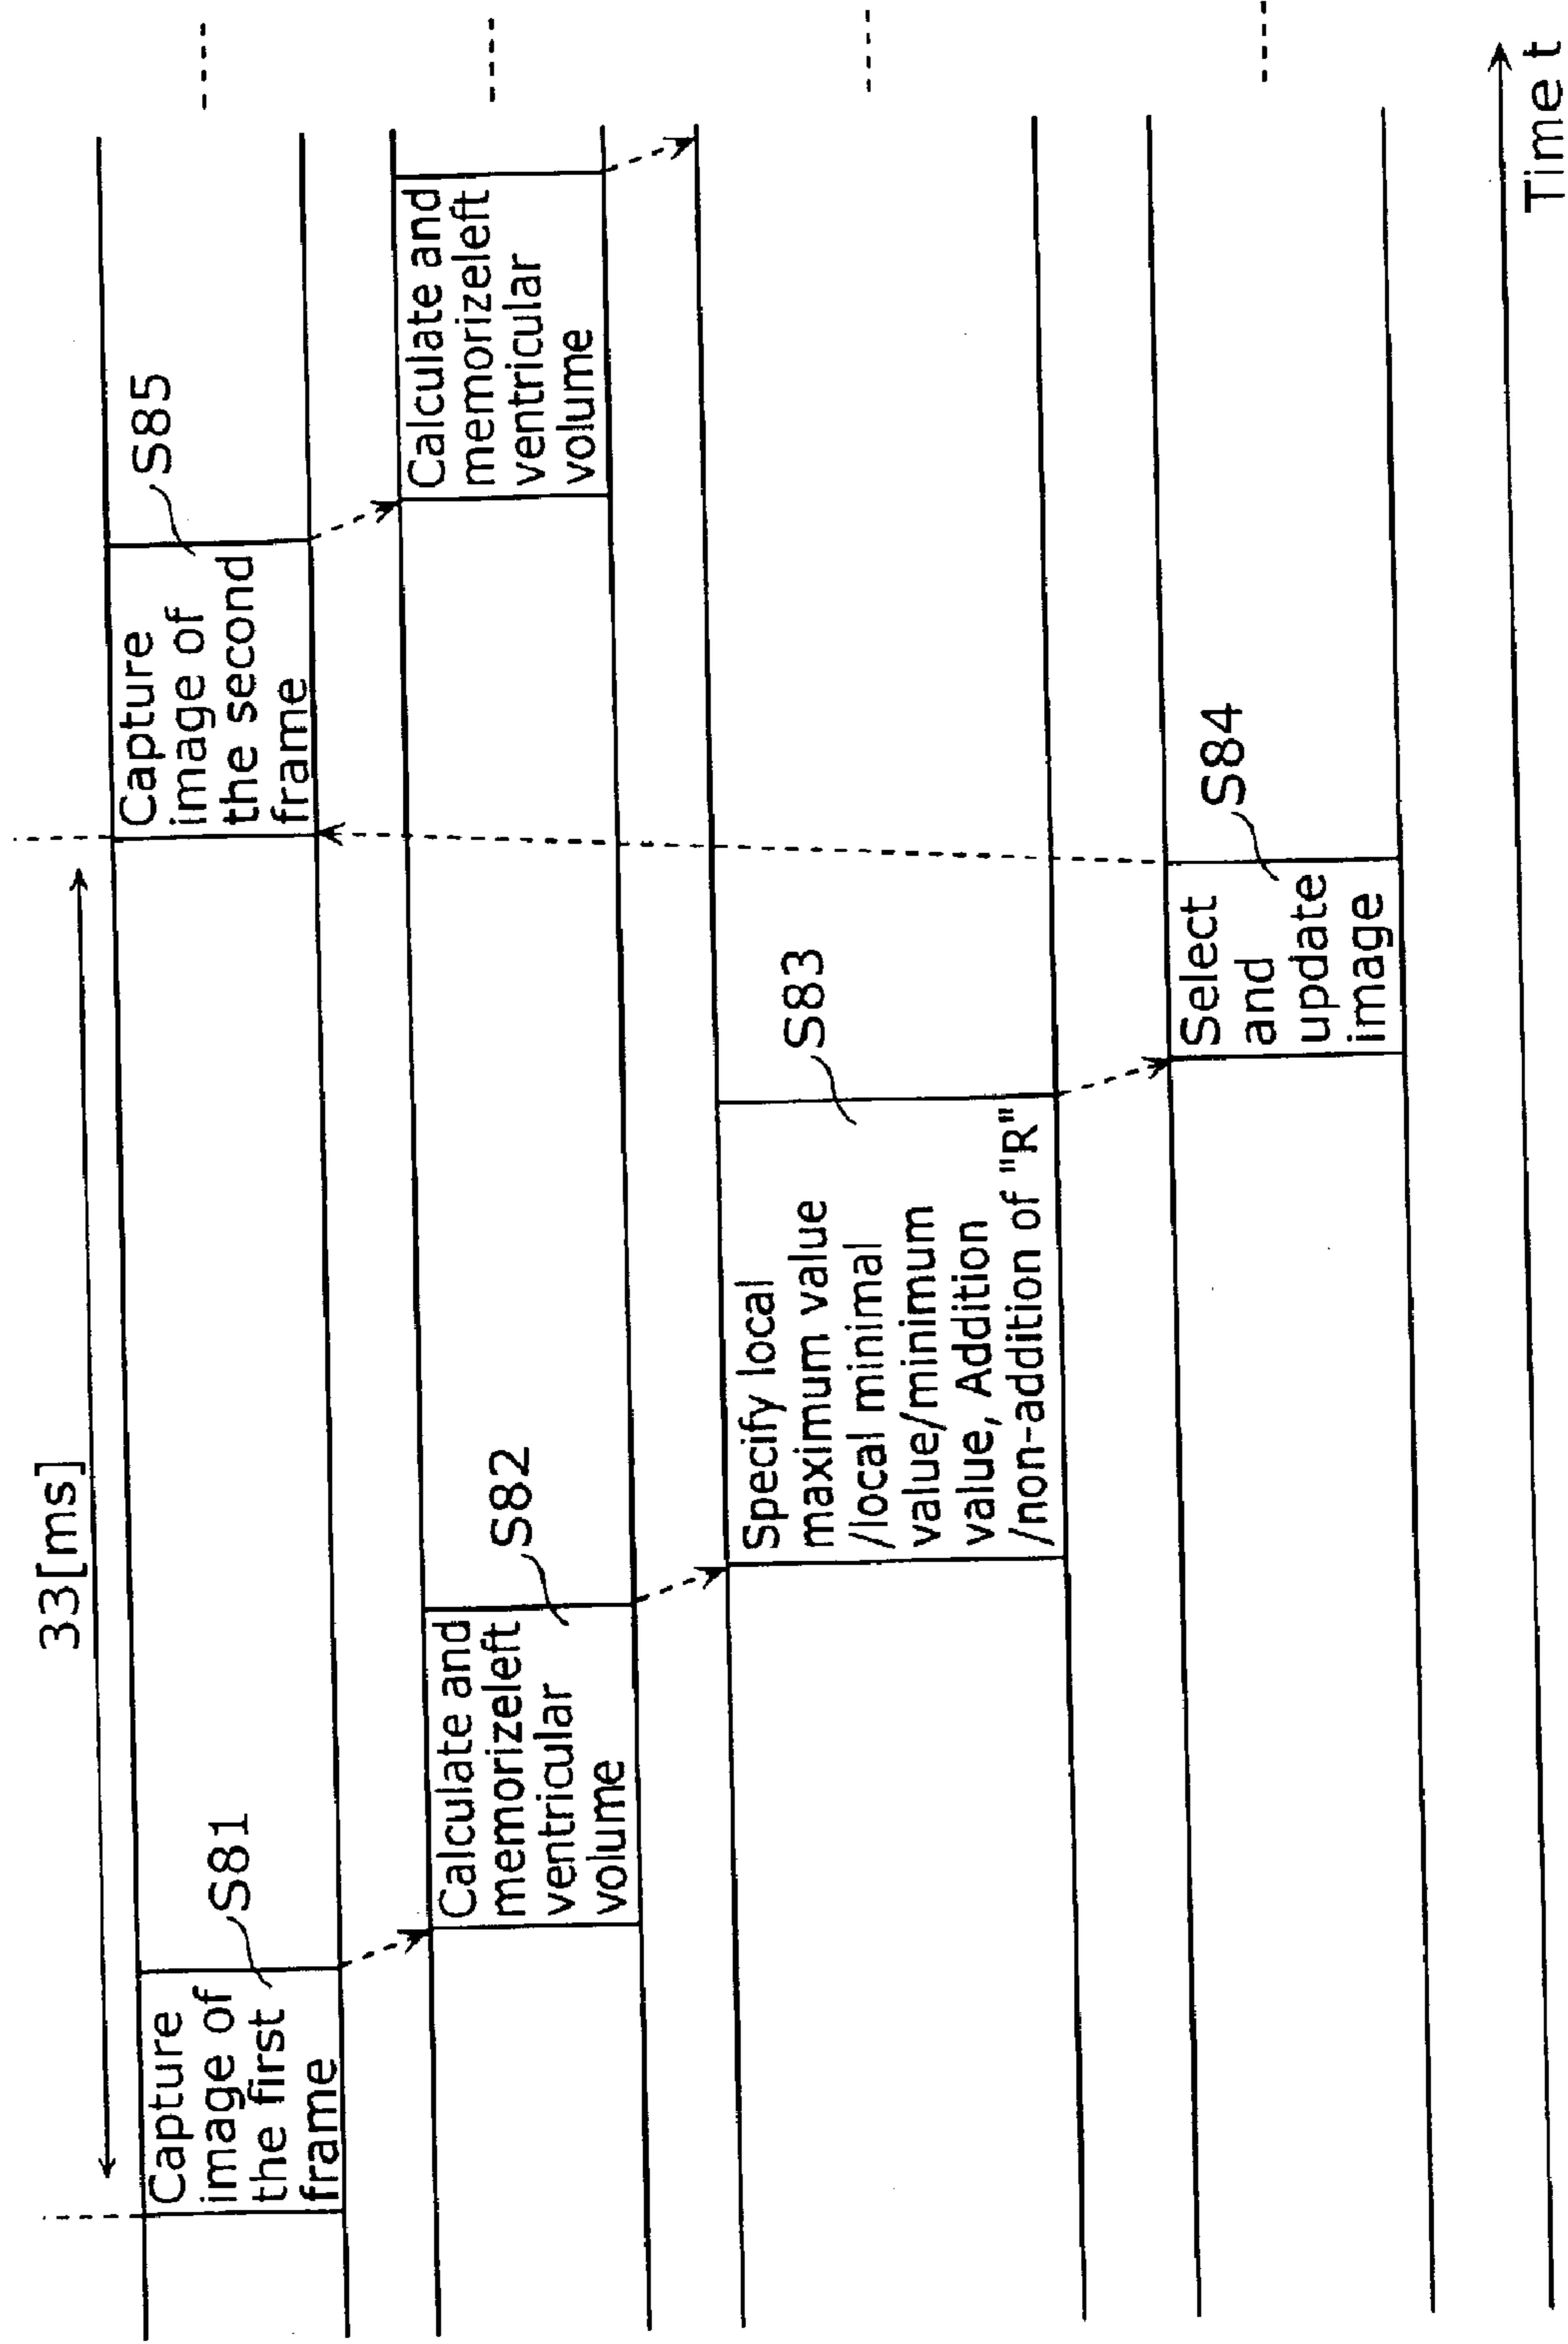 33[ms]
Capture
image of
the first
frame
S81
Capture
image of
the second
frame
S85
Calculate and
memorizeleft
ventricular
volume
S82
Calculate and
memorizeleft
ventricular
volume
Specify local
maximum value
/local minimal
value/minimum
value, Addition
/non-addition of "R"
S83
Select
and
update
image
S84
Time t